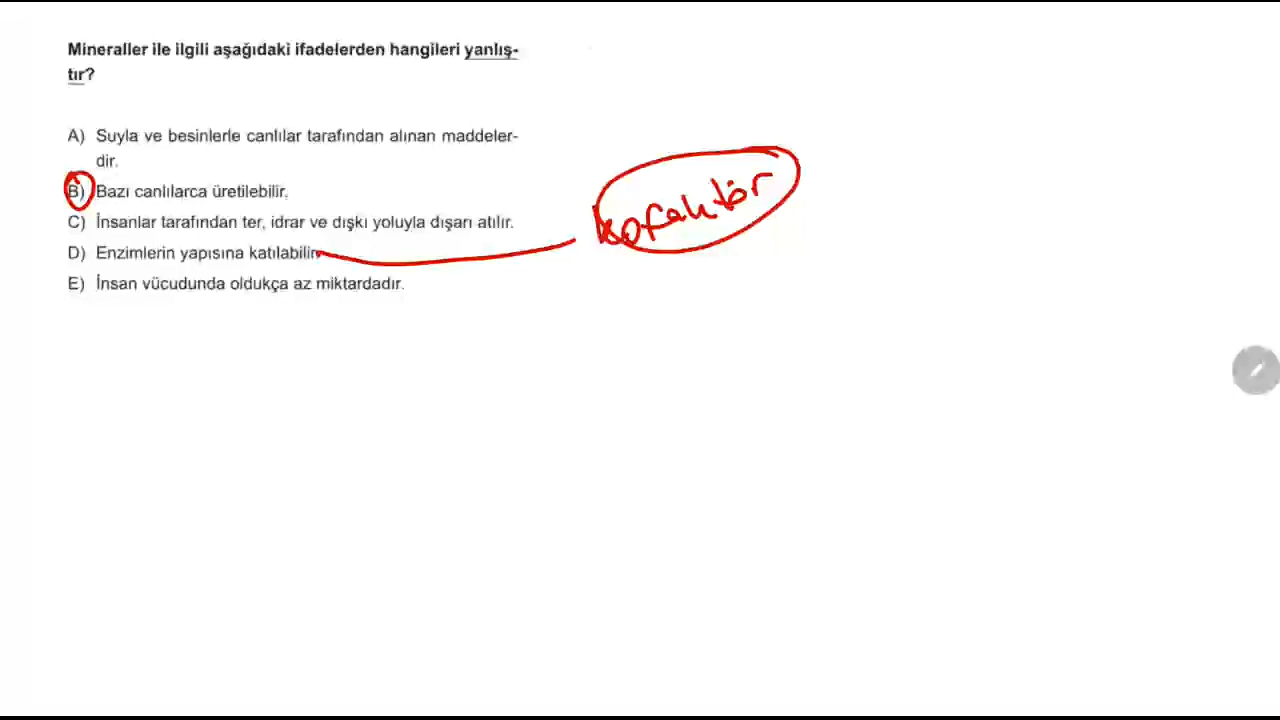 Mineraller ile ilgili aşağıdaki ifadelerden hangileri yanlış-
tır?
A) Suyla ve besinlerle canlılar tarafından alınan maddeler-
dir.
B) Bazı canlılarca üretilebilir.
C) İnsanlar tarafından ter, idrar ve dışkı yoluyla dışarı atılır.
D) Enzimlerin yapısına katılabilir.
kofaktör
E) İnsan vücudunda oldukça az miktardadır.